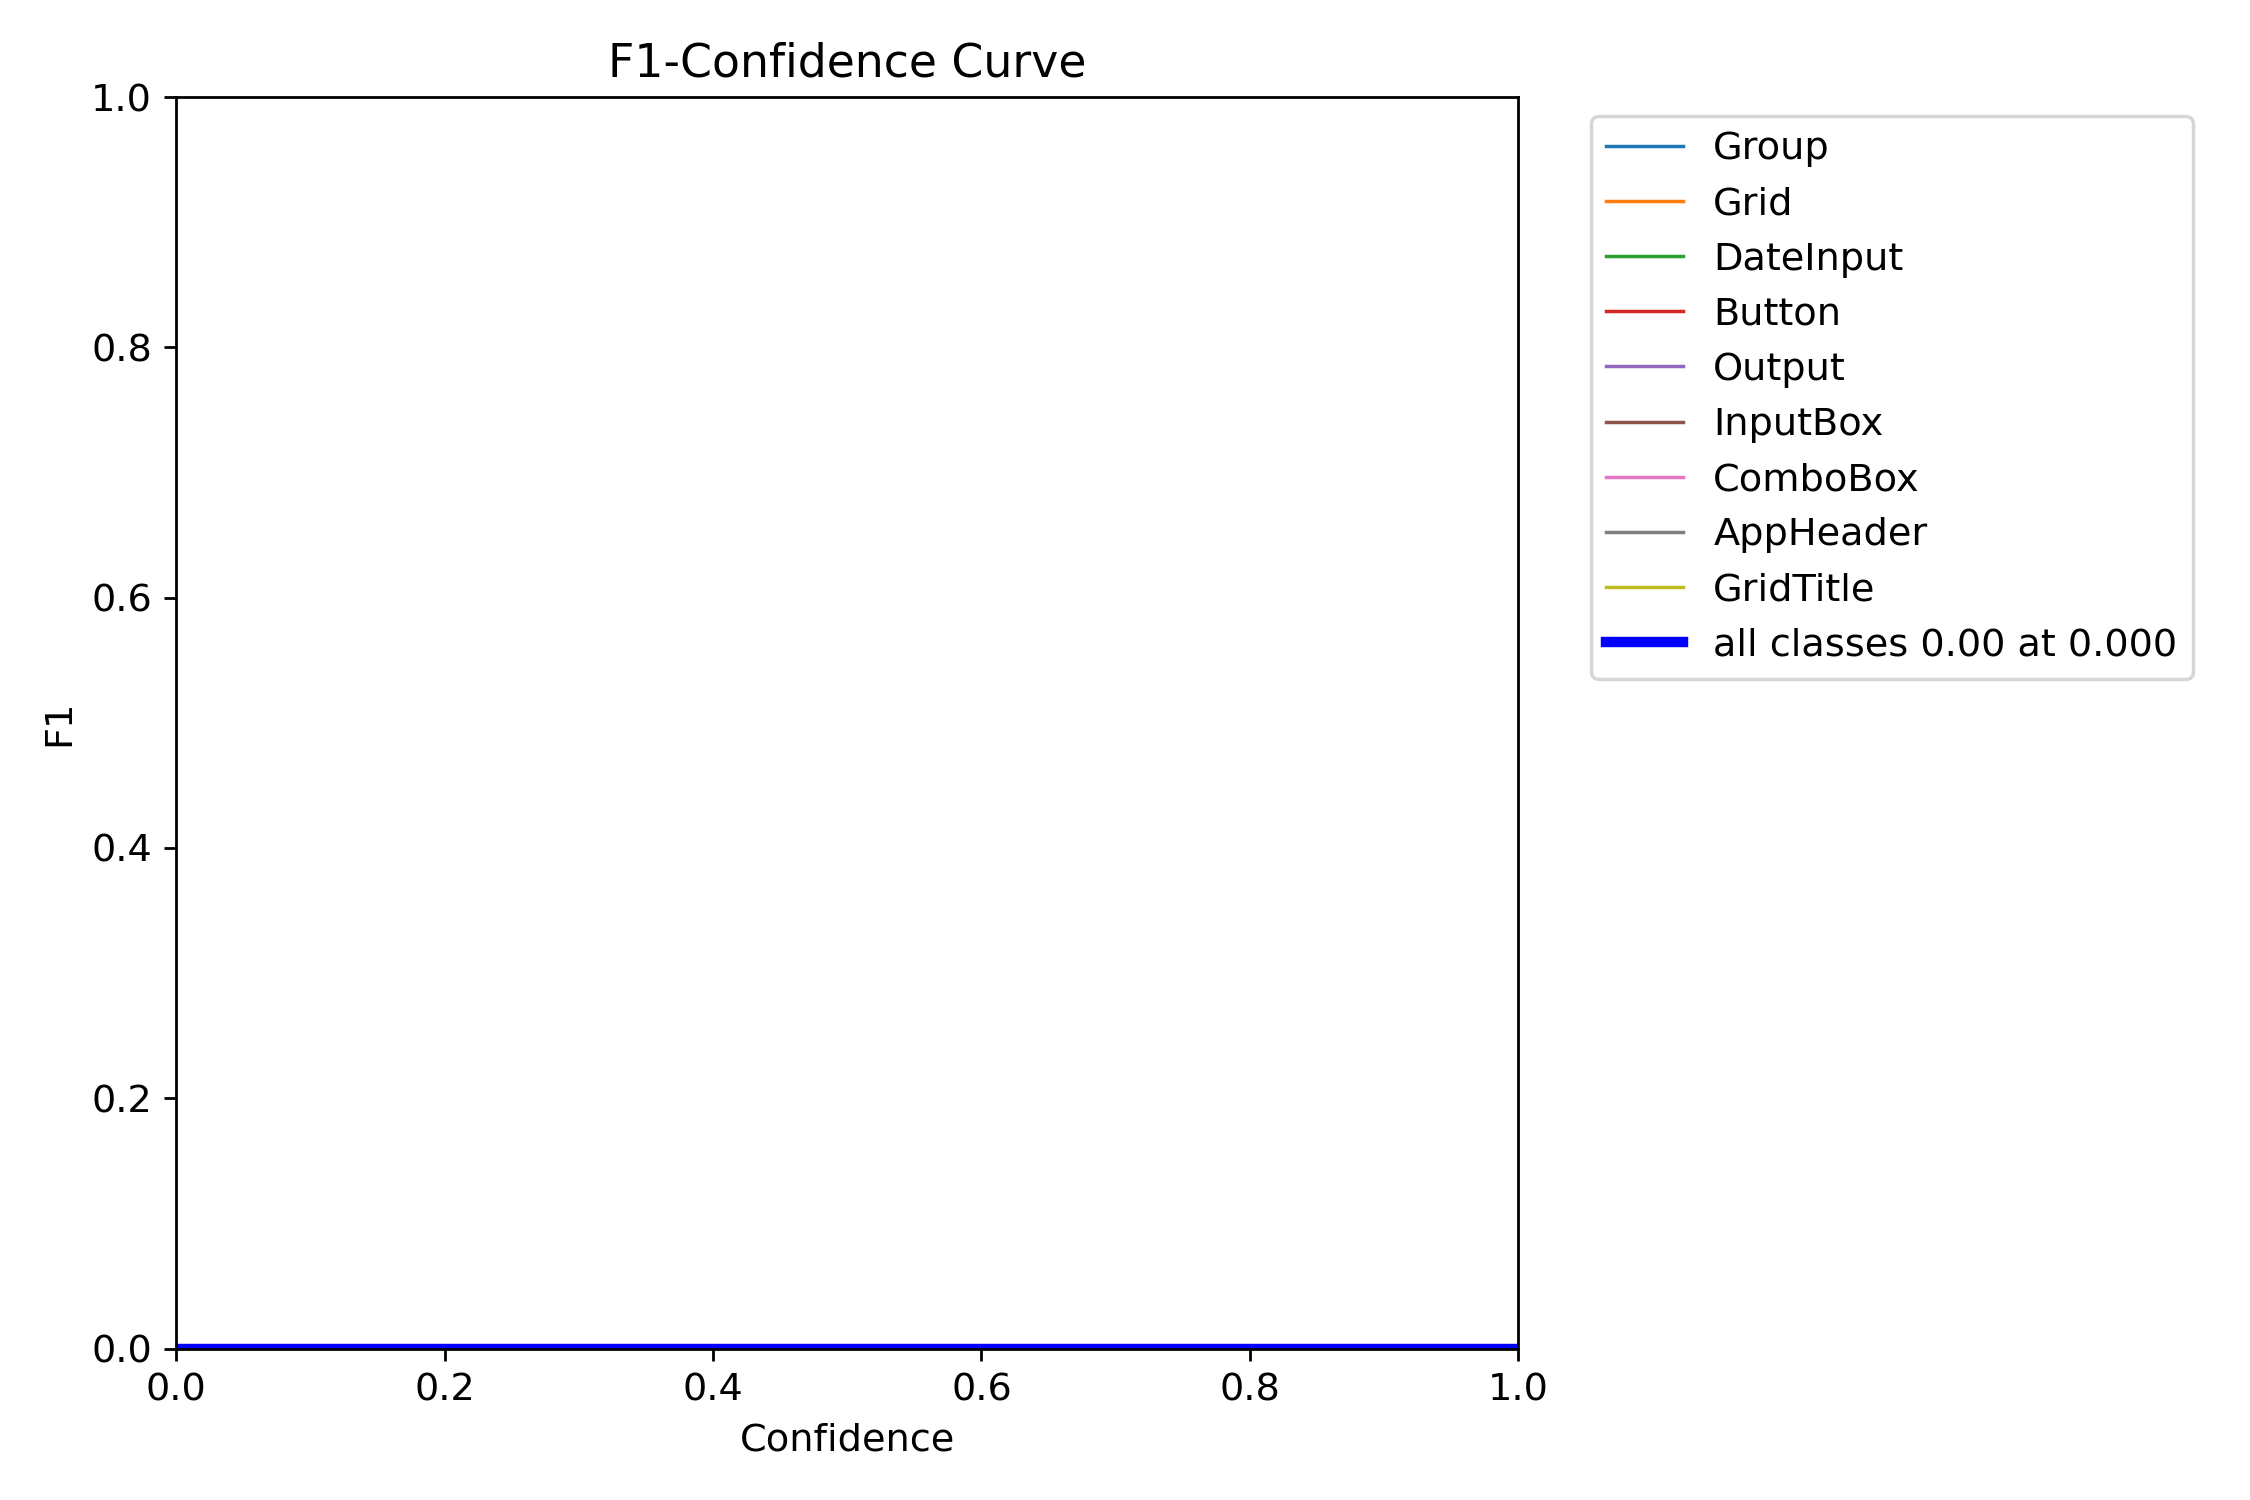 F1-Confidence Curve
1.0
0.8
0.6
0.4
0.2
0.0
F1
0.0 0.2 0.4 0.6 0.8 1.0
Confidence
Group
Grid
DateInput
Button
Output
InputBox
ComboBox
AppHeader
GridTitle
all classes 0.00 at 0.000